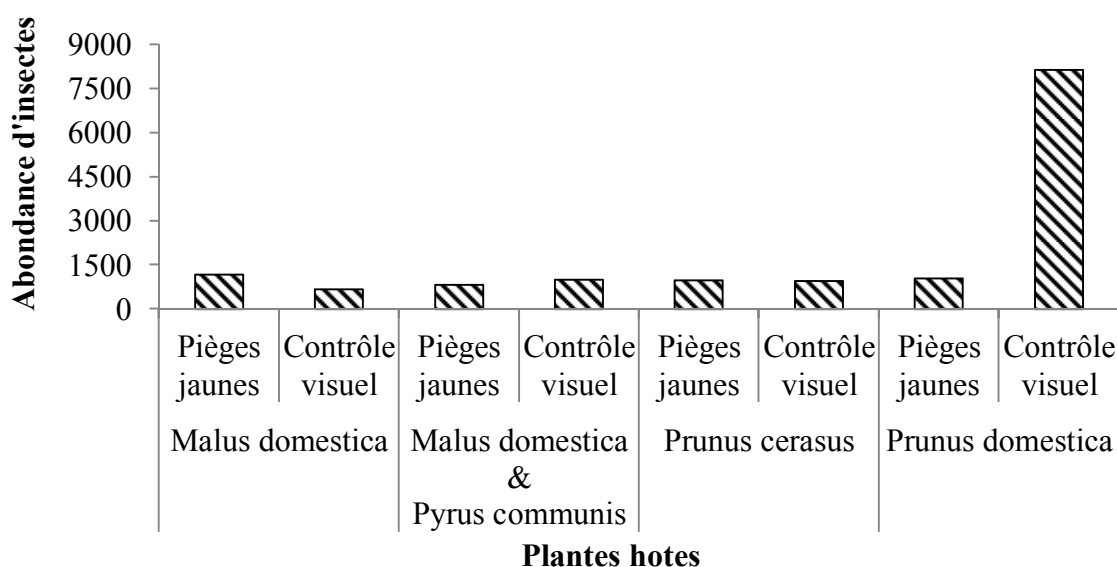 Abondance d'insectes
9000
7500
6000
4500
3000
1500
0
Pièges jaunes
Contrôle visuel
Pièges jaunes
Contrôle visuel
Pièges jaunes
Contrôle visuel
Pièges jaunes
Contrôle visuel
Malus domestica
Malus domestica
&
Pyrus communis
Prunus cerasus
Prunus domestica
Plantes hotes